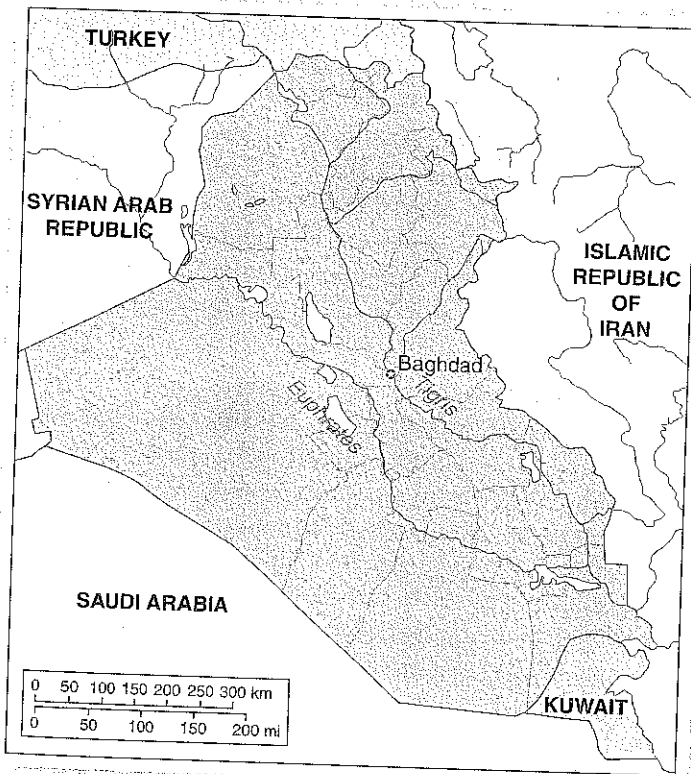 TURKEY
SYRIAN ARAB
REPUBLIC
ISLAMIC
REPUBLIC
OF
IRAN
Baghdad
Tigris
Euphrates
SAUDI ARABIA
0 50 100 150 200 250 300 km
0 50 100 150 200 mi
KUWAIT